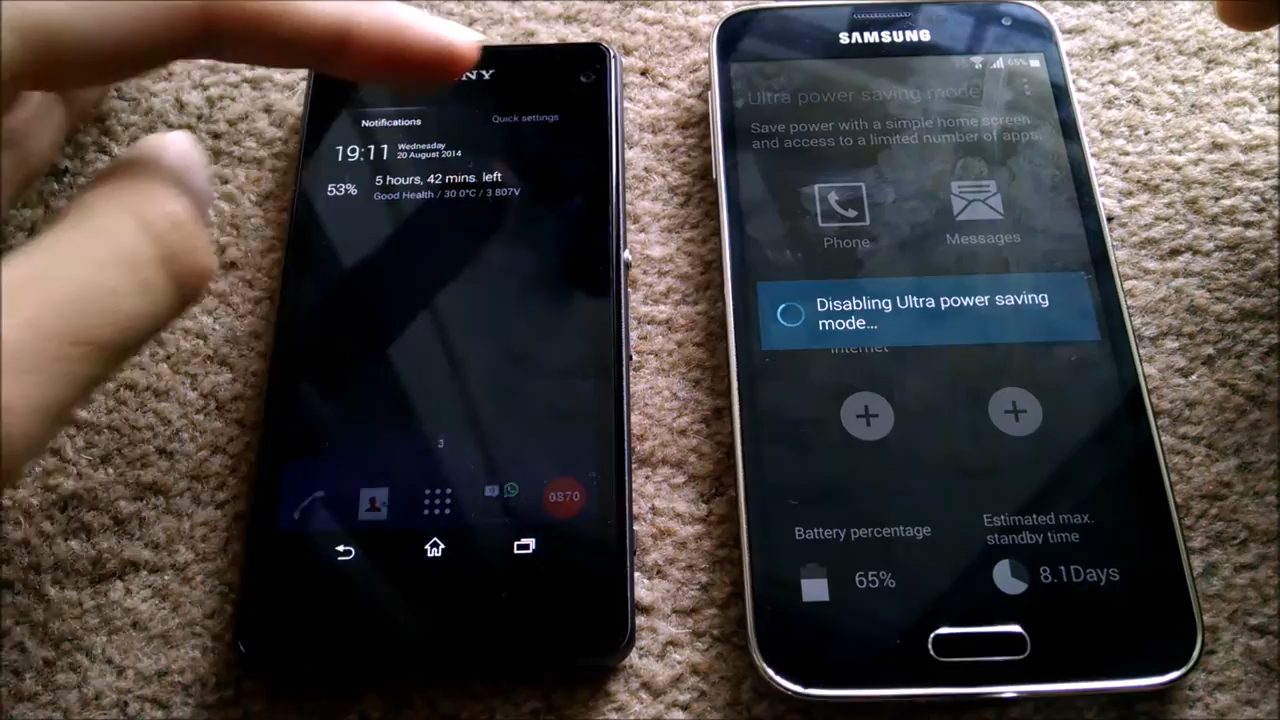 NY
Notifications
Quick settings
19:11
Wednesday
20 August 2014
53%
5 hours, 42 mins. left
Good Health / 30.0°C / 3.807V
3
0870
SAMSUNG
65%
Ultra power saving mode
Save power with a simple home screen
and access to a limited number of apps.
Phone
Messages
Disabling Ultra power saving
mode...
Internet
Battery percentage
Estimated max.
standby time
65%
8.1Days